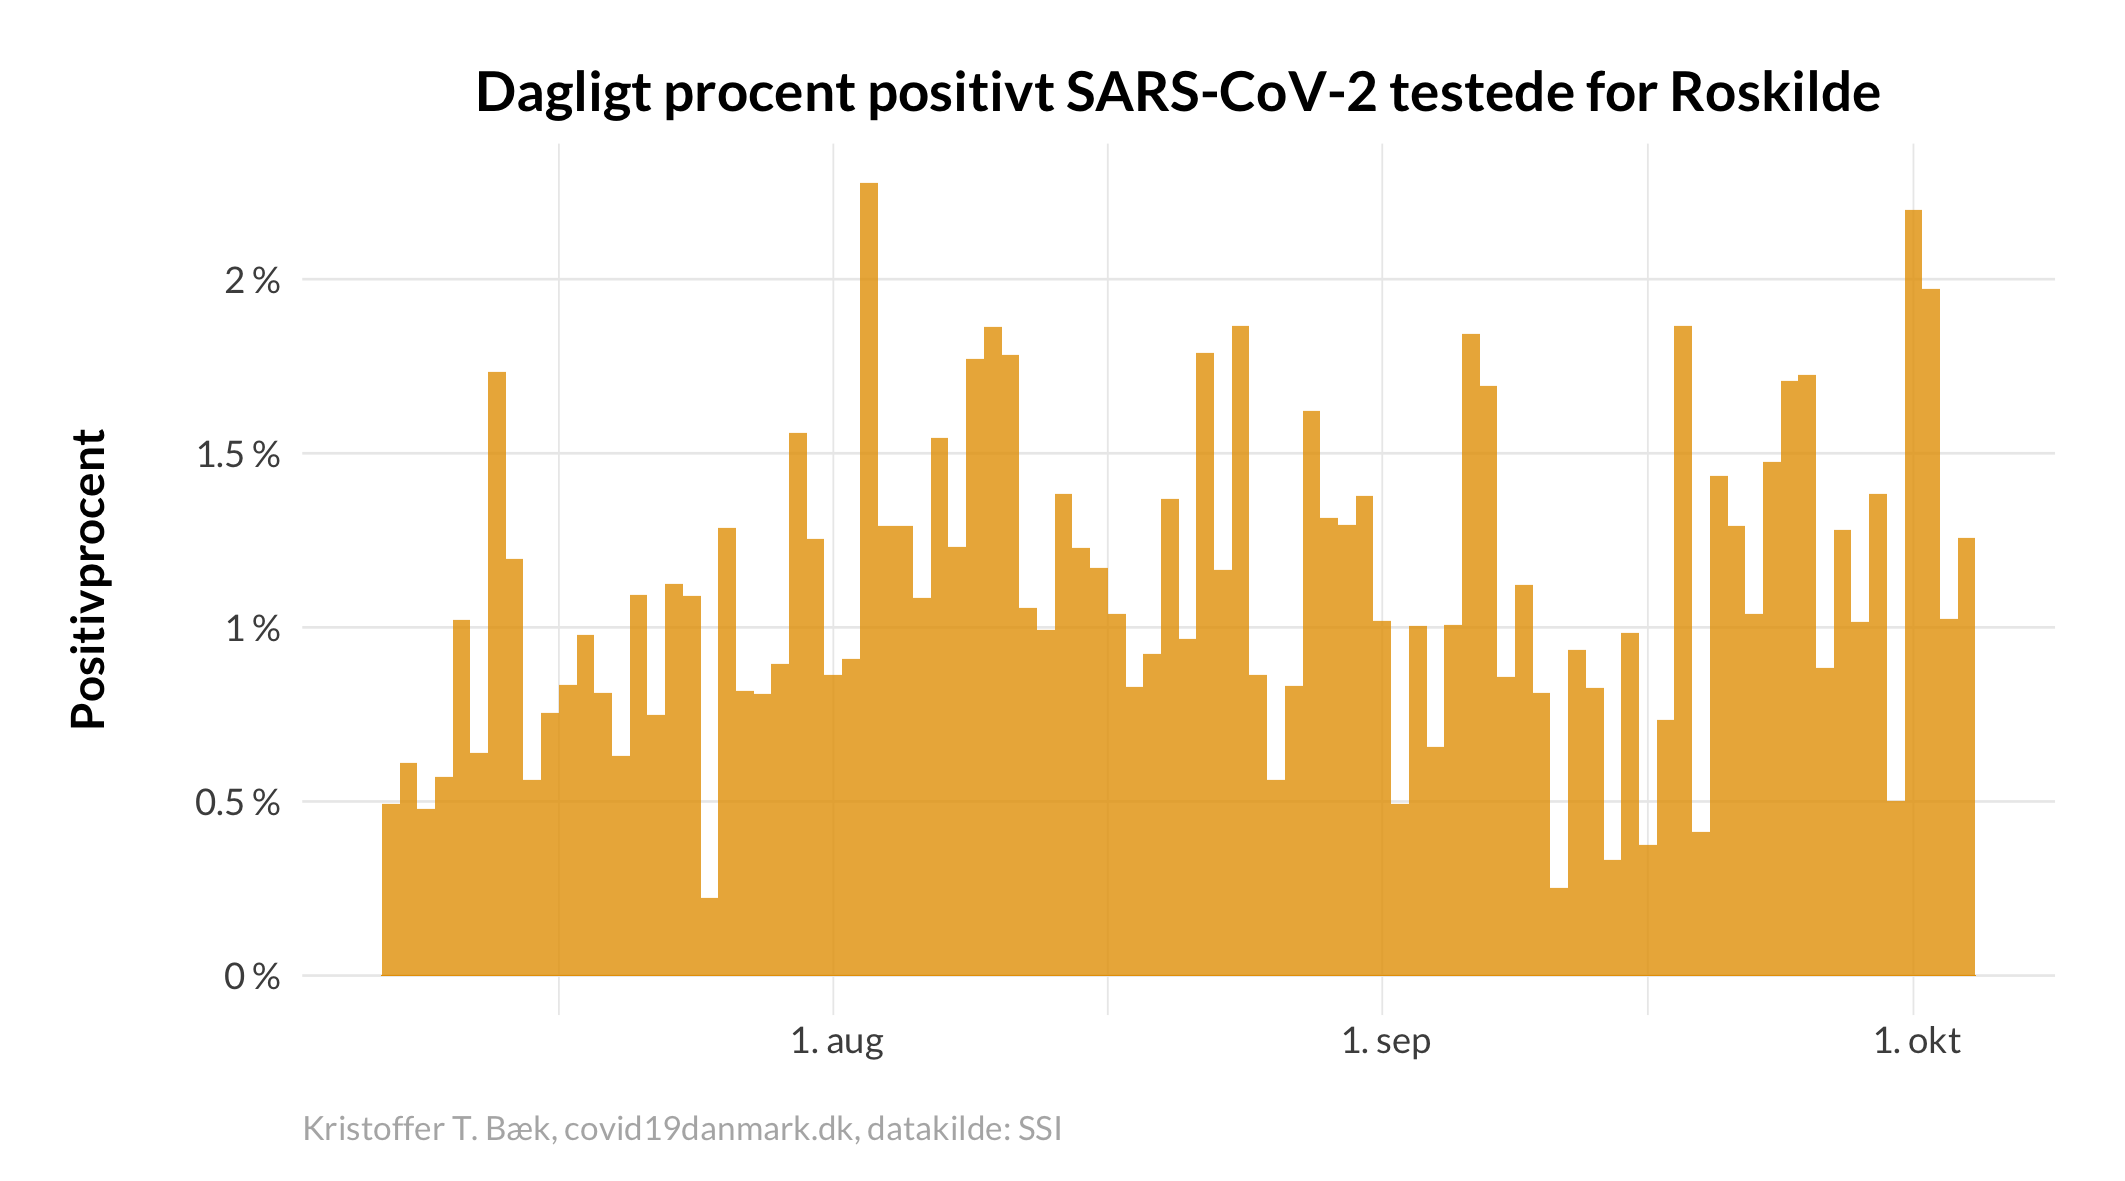 Dagligt procent positivt SARS-CoV-2 testede for Roskilde
Positivprocent
2 %
1.5 %
1 %
0.5 %
0 %
1. aug
1. sep
1. okt
Kristoffer T. Bæk, covid19danmark.dk, datakilde: SSI